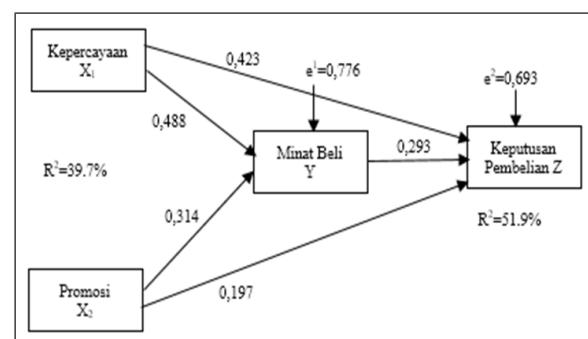 Kepercayaan
X₁
0,423
e¹=0,776
e²=0,693
0,488
Minat Beli
Y
0,293
Keputusan
Pembelian Z
R²=39.7%
0,314
R²=51.9%
Promosi
X₂
0,197